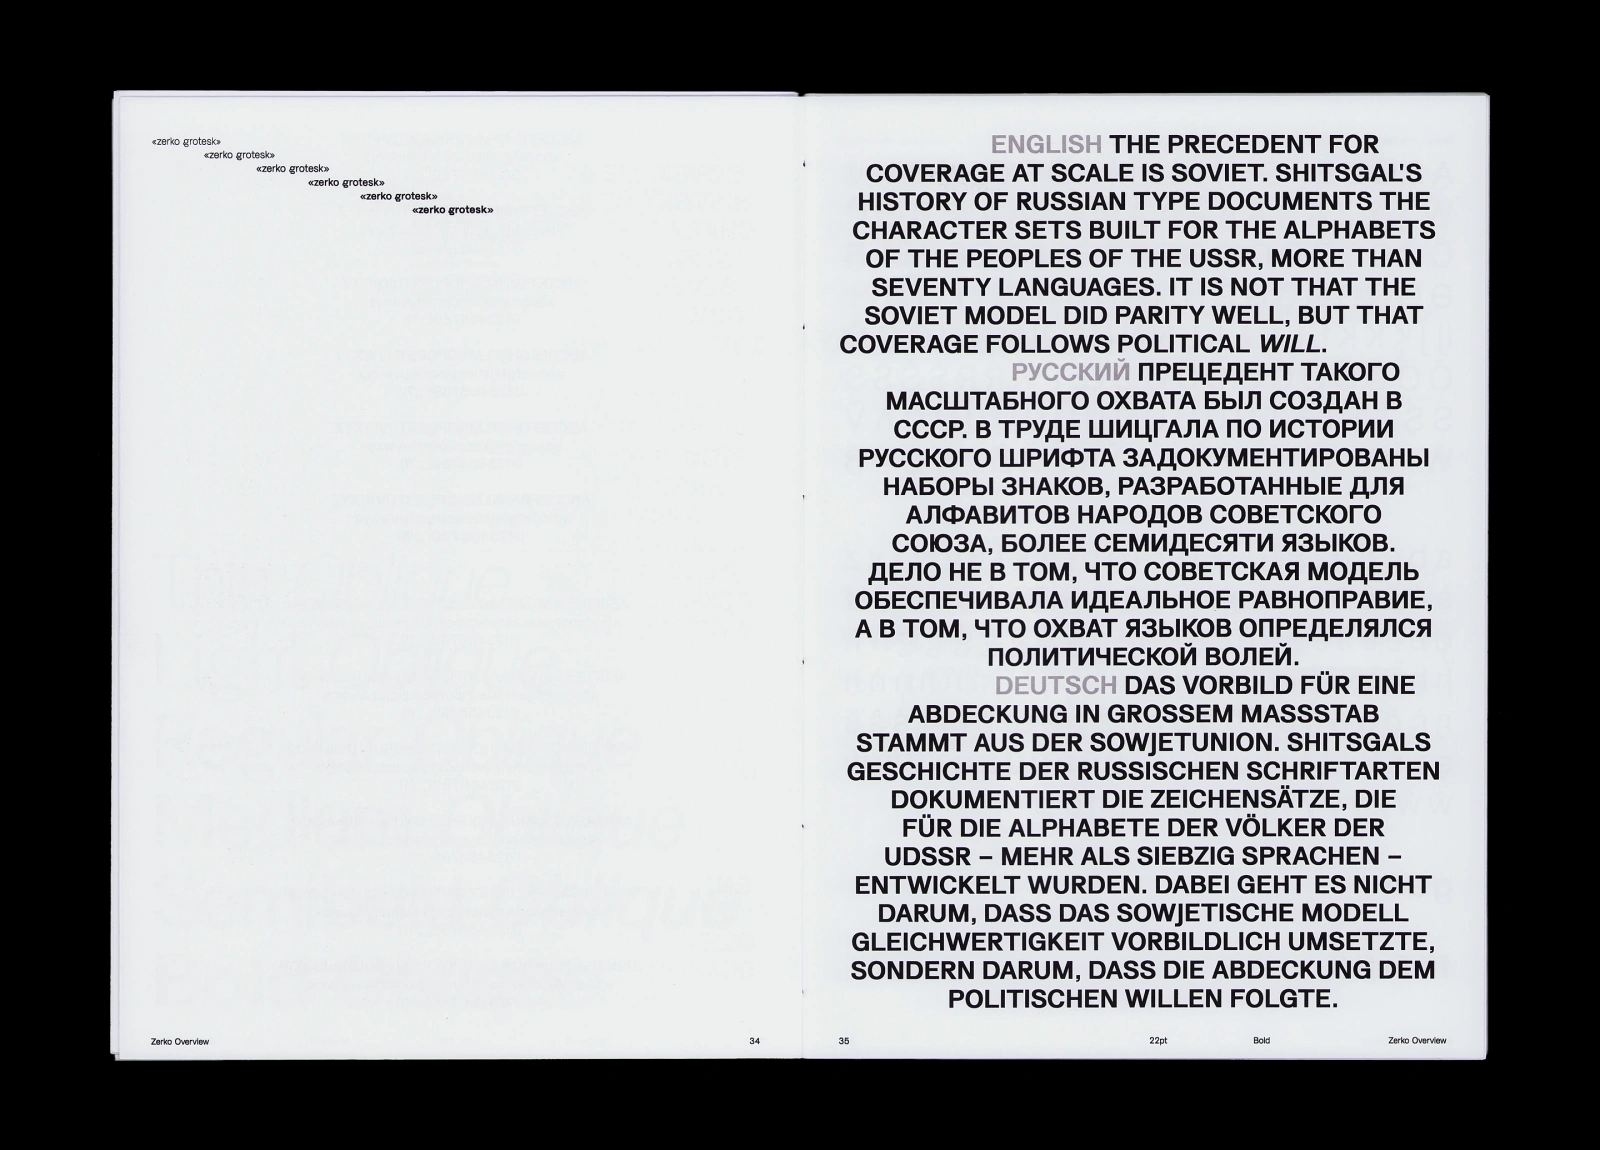 «zerko grotesk»
«zerko grotesk»
«zerko grotesk»
«zerko grotesk»
«zerko grotesk»
«zerko grotesk»
Zerko Overview
34
ENGLISH THE PRECEDENT FOR
COVERAGE AT SCALE IS SOVIET. SHITSGAL'S
HISTORY OF RUSSIAN TYPE DOCUMENTS THE
CHARACTER SETS BUILT FOR THE ALPHABETS
OF THE PEOPLES OF THE USSR, MORE THAN
SEVENTY LANGUAGES. IT IS NOT THAT THE
SOVIET MODEL DID PARITY WELL, BUT THAT
COVERAGE FOLLOWS POLITICAL WILL.
РУССКИЙ ПРЕЦЕДЕНТ ТАКОГО
МАСШТАБНОГО ОХВАТА БЫЛ СОЗДАН В
СССР. В ТРУДЕ ШИЦГАЛА ПО ИСТОРИИ
РУССКОГО ШРИФТА ЗАДОКУМЕНТИРОВАНЫ
НАБОРЫ ЗНАКОВ, РАЗРАБОТАННЫЕ ДЛЯ
АЛФАВИТОВ НАРОДОВ СОВЕТСКОГО
СОЮЗА, БОЛЕЕ СЕМИДЕСЯТИ ЯЗЫКОВ.
ДЕЛО НЕ В ТОМ, ЧТО СОВЕТСКАЯ МОДЕЛЬ
ОБЕСПЕЧИВАЛА ИДЕАЛЬНОЕ РАВНОПРАВИЕ,
А В ТОМ, ЧТО ОХВАТ ЯЗЫКОВ ОПРЕДЕЛЯЛСЯ
ПОЛИТИЧЕСКОЙ ВОЛЕЙ.
DEUTSCH DAS VORBILD FÜR EINE
ABDECKUNG IN GROSSEM MASSSTAB
STAMMT AUS DER SOWJETUNION. SHITSGALS
GESCHICHTE DER RUSSISCHEN SCHRIFTARTEN
DOKUMENTIERT DIE ZEICHENSÄTZE, DIE
FÜR DIE ALPHABETE DER VÖLKER DER
UDSSR – MEHR ALS SIEBZIG SPRACHEN –
ENTWICKELT WURDEN. DABEI GEHT ES NICHT
DARUM, DASS DAS SOWJETISCHE MODELL
GLEICHWERTIGKEIT VORBILDLICH UMSETZTE,
SONDERN DARUM, DASS DIE ABDECKUNG DEM
POLITISCHEN WILLEN FOLGTE.
35
22pt
Bold
Zerko Overview